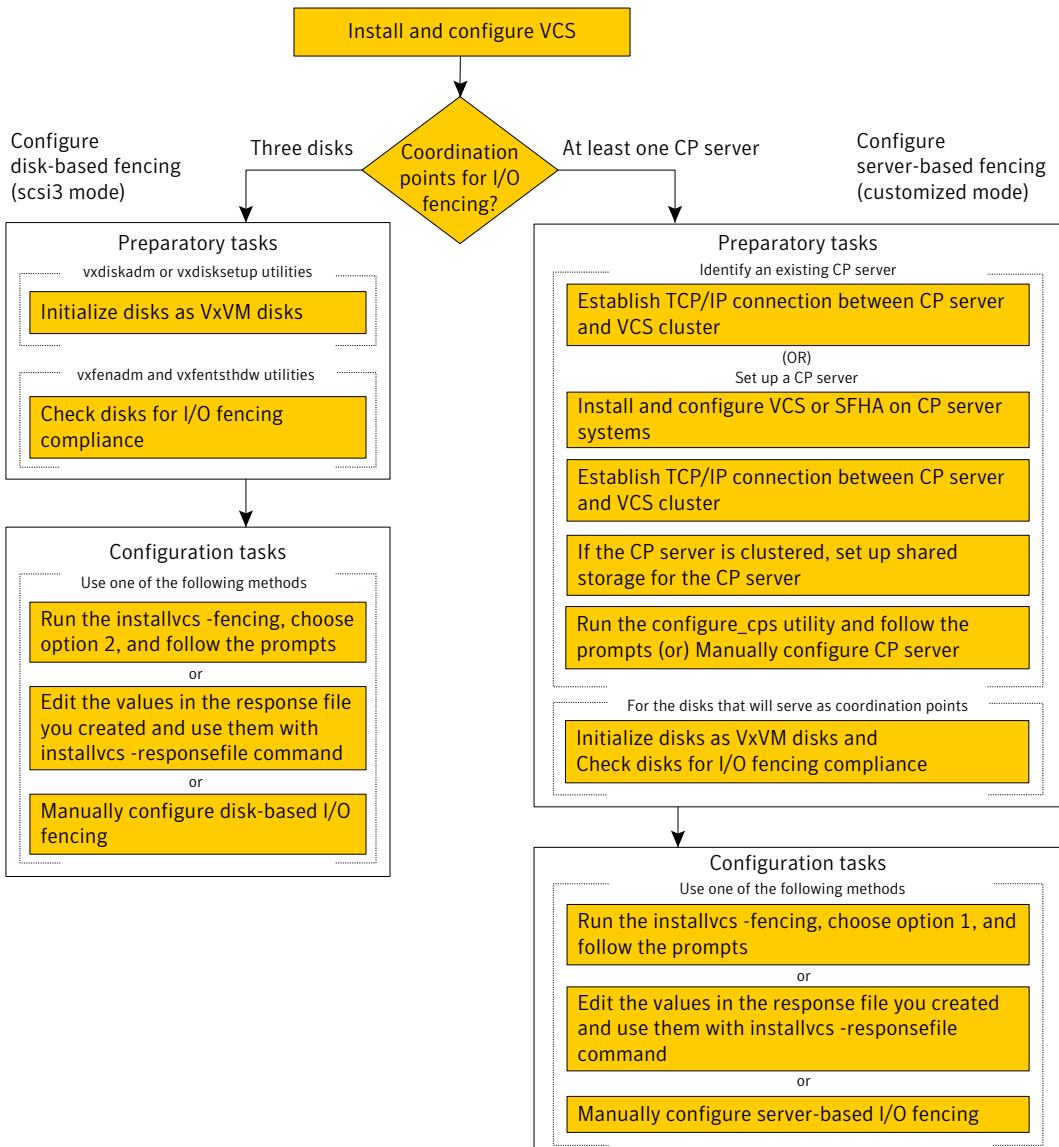 Install and configure VCS
Configure
disk-based fencing
(scsi3 mode)
Three disks
Coordination
points for I/O
fencing?
At least one CP server
Configure
server-based fencing
(customized mode)
Preparatory tasks
vxdiskadm or vxdisksetup utilities
Initialize disks as VxVM disks
vxfenadm and vxfentsthdw utilities
Check disks for I/O fencing
compliance
Configuration tasks
Use one of the following methods
Run the installvcs -fencing, choose
option 2, and follow the prompts
or
Edit the values in the response file
you created and use them with
installvcs -responsefile command
or
Manually configure disk-based I/O
fencing
Preparatory tasks
Identify an existing CP server
Establish TCP/IP connection between CP server
and VCS cluster
(OR)
Set up a CP server
Install and configure VCS or SFHA on CP server
systems
Establish TCP/IP connection between CP server
and VCS cluster
If the CP server is clustered, set up shared
storage for the CP server
Run the configure_cps utility and follow the
prompts (or) Manually configure CP server
For the disks that will serve as coordination points
Initialize disks as VxVM disks and
Check disks for I/O fencing compliance
Configuration tasks
Use one of the following methods
Run the installvcs -fencing, choose option 1, and
follow the prompts
or
Edit the values in the response file you created
and use them with installvcs -responsefile
command
or
Manually configure server-based I/O fencing